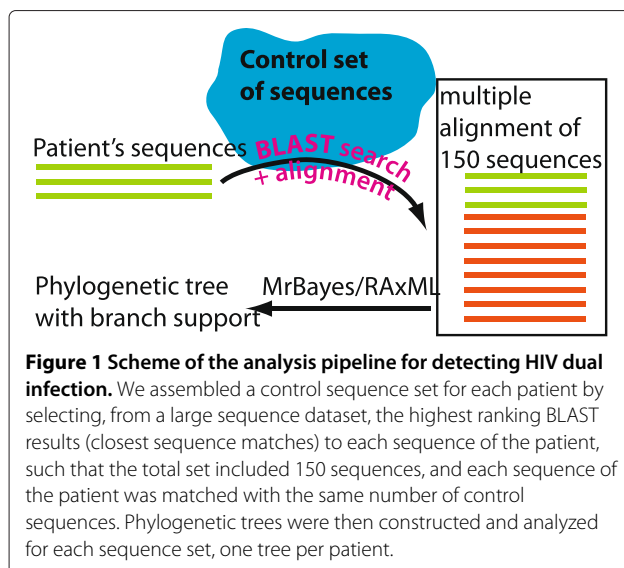 Control set
of sequences
multiple
alignment of
150 sequences
Patient's sequences
BLAST search
+ alignment
Phylogenetic tree
with branch support
MrBayes/RAxML
Figure 1 Scheme of the analysis pipeline for detecting HIV dual
infection. We assembled a control sequence set for each patient by
selecting, from a large sequence dataset, the highest ranking BLAST
results (closest sequence matches) to each sequence of the patient,
such that the total set included 150 sequences, and each sequence of
the patient was matched with the same number of control
sequences. Phylogenetic trees were then constructed and analyzed
for each sequence set, one tree per patient.